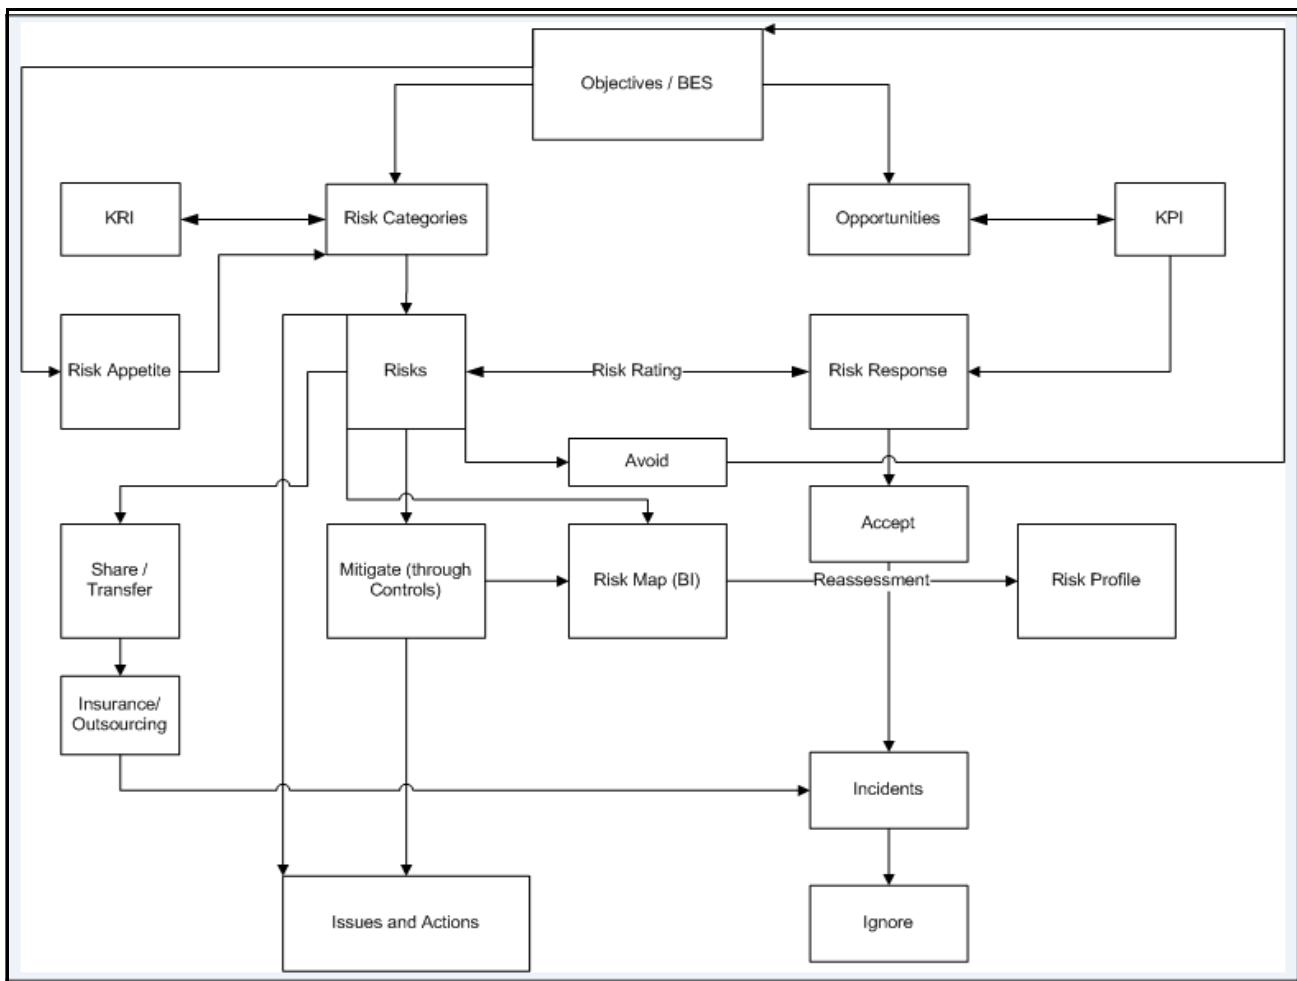 Objectives / BES
KRI
Risk Categories
Opportunities
KPI
Risk Appetite
Risks
Risk Rating
Risk Response
Avoid
Accept
Share /
Transfer
Mitigate (through
Controls)
Risk Map (BI)
Reassessment
Risk Profile
Insurance/
Outsourcing
Incidents
Issues and Actions
Ignore